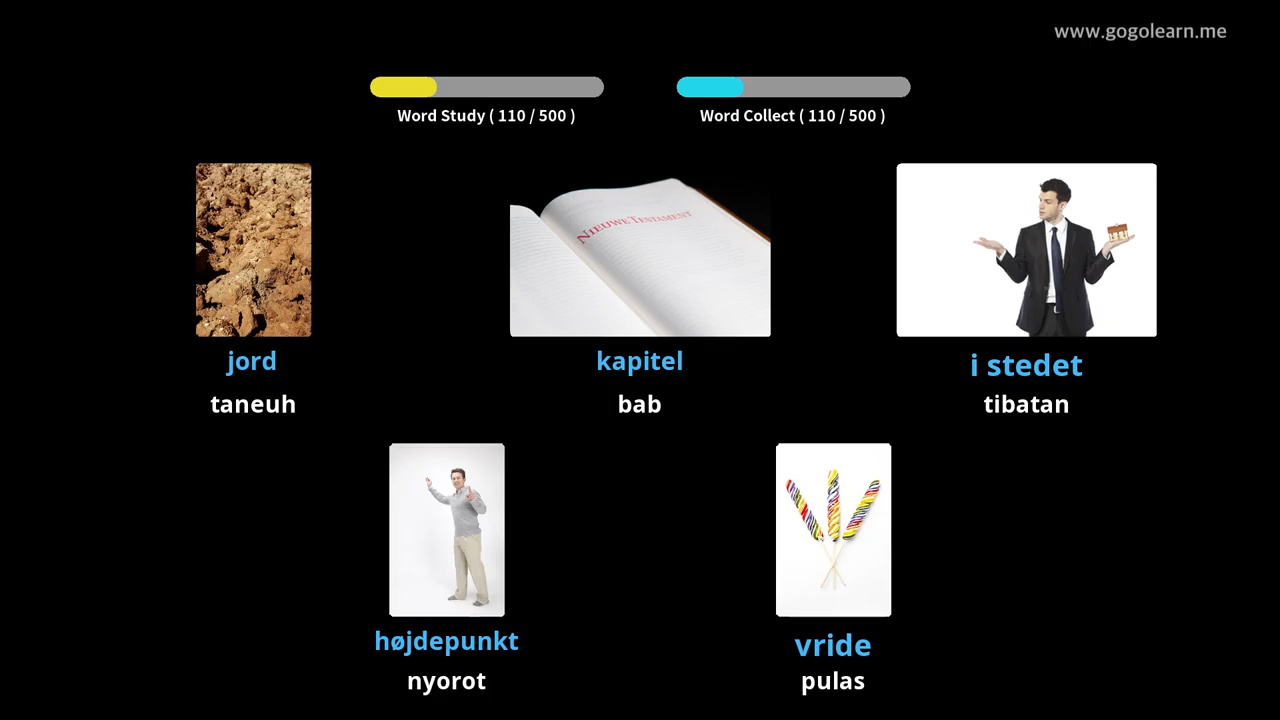 www.gogolearn.me
Word Study ( 110 / 500 )
Word Collect ( 110 / 500 )
NIEUWE TESTAMENT
jord
kapitel
i stedet
taneuh
bab
tibatan
højdepunkt
vride
nyorot
pulas